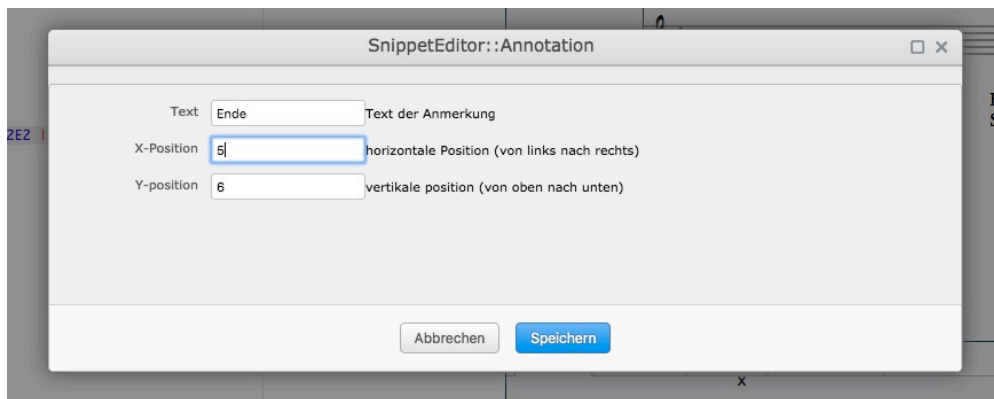 SnippetEditor::Annotation
Text Ende Text der Anmerkung
2E2 |
X-Position 5 horizontale Position (von links nach rechts)
Y-position 6 vertikale position (von oben nach unten)
Abbrechen Speichern
x